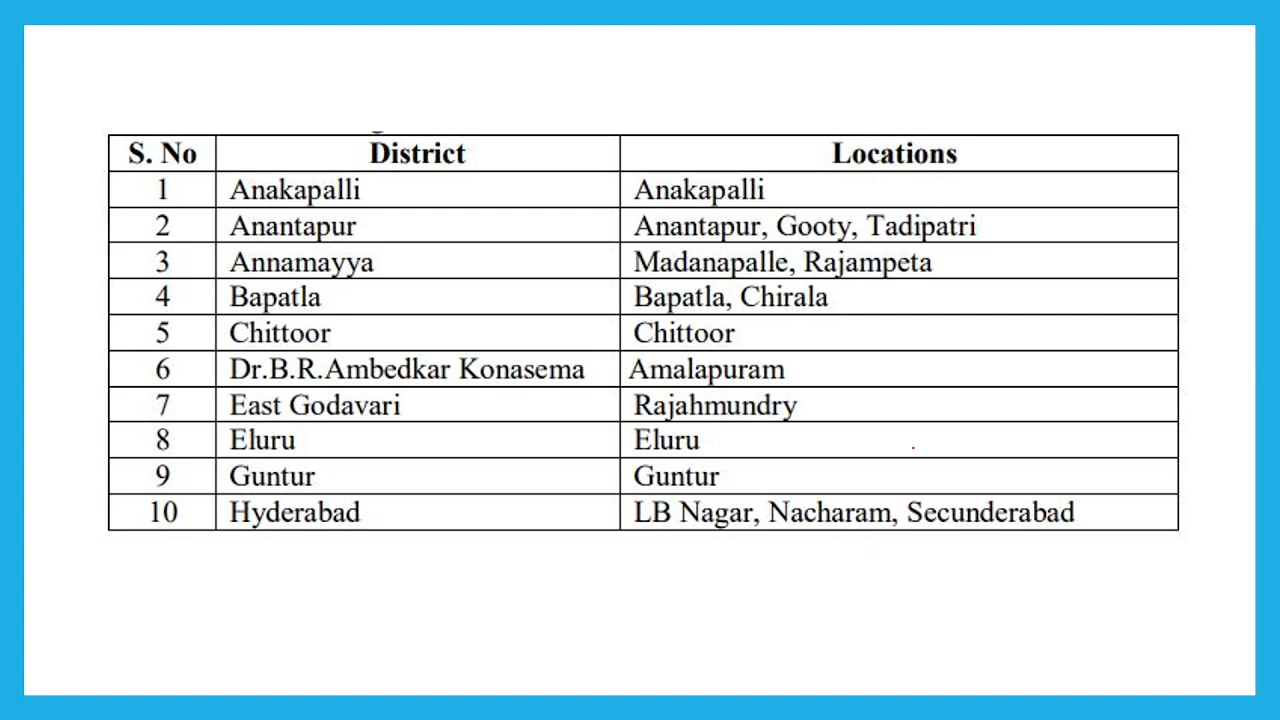 S. No District Locations
1 Anakapalli Anakapalli
2 Anantapur Anantapur, Gooty, Tadipatri
3 Annamayya Madanapalle, Rajampeta
4 Bapatla Bapatla, Chirala
5 Chittoor Chittoor
6 Dr.B.R.Ambedkar Konasema Amalapuram
7 East Godavari Rajahmundry
8 Eluru Eluru
9 Guntur Guntur
10 Hyderabad LB Nagar, Nacharam, Secunderabad